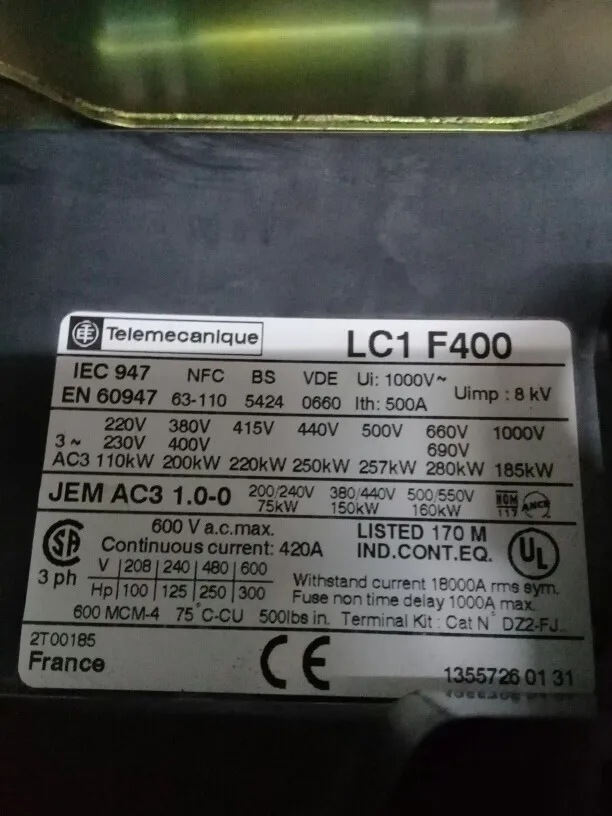 Telemecanique LC1 F400
IEC 947 NFC BS VDE Ui: 1000V~ Uimp : 8 kV
EN 60947 63-110 5424 0660 Ith: 500A
220V 380V 415V 440V 500V 660V 1000V
3 ~ 230V 400V 690V
AC3 110kW 200kW 220kW 250kW 257kW 280kW 185kW
JEM AC3 1.0-0 200/240V 380/440V 500/550V
75kW 150kW 160kW
NOM 117 ANCE
600 V a.c.max. LISTED 170 M
Continuous current: 420A IND.CONT.EQ.
SA UL
3 ph V 208 240 480 600
Hp 100 125 250 300
Withstand current 18000A rms sym.
Fuse non time delay 1000A max.
600 MCM-4 75°C-CU 500lbs in. Terminal Kit : Cat N° DZ2-FJ..
2T00185
France CE 1355726 01 31